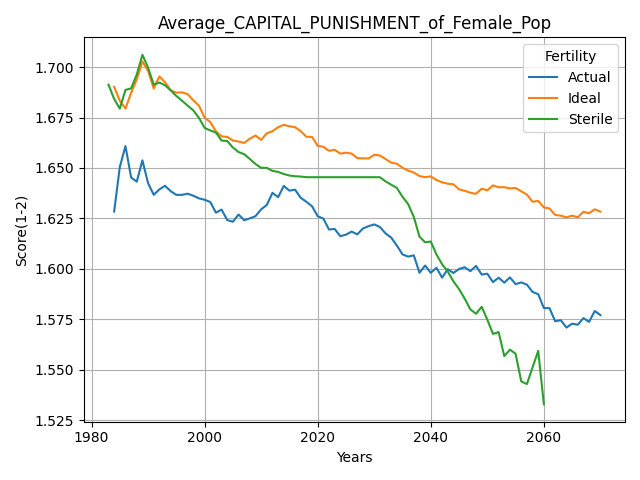 Average_CAPITAL_PUNISHMENT_of_Female_Pop
Fertility
Actual
Ideal
Sterile
Score(1-2)
1.700
1.675
1.650
1.625
1.600
1.575
1.550
1.525
1980
2000
2020
2040
2060
Years